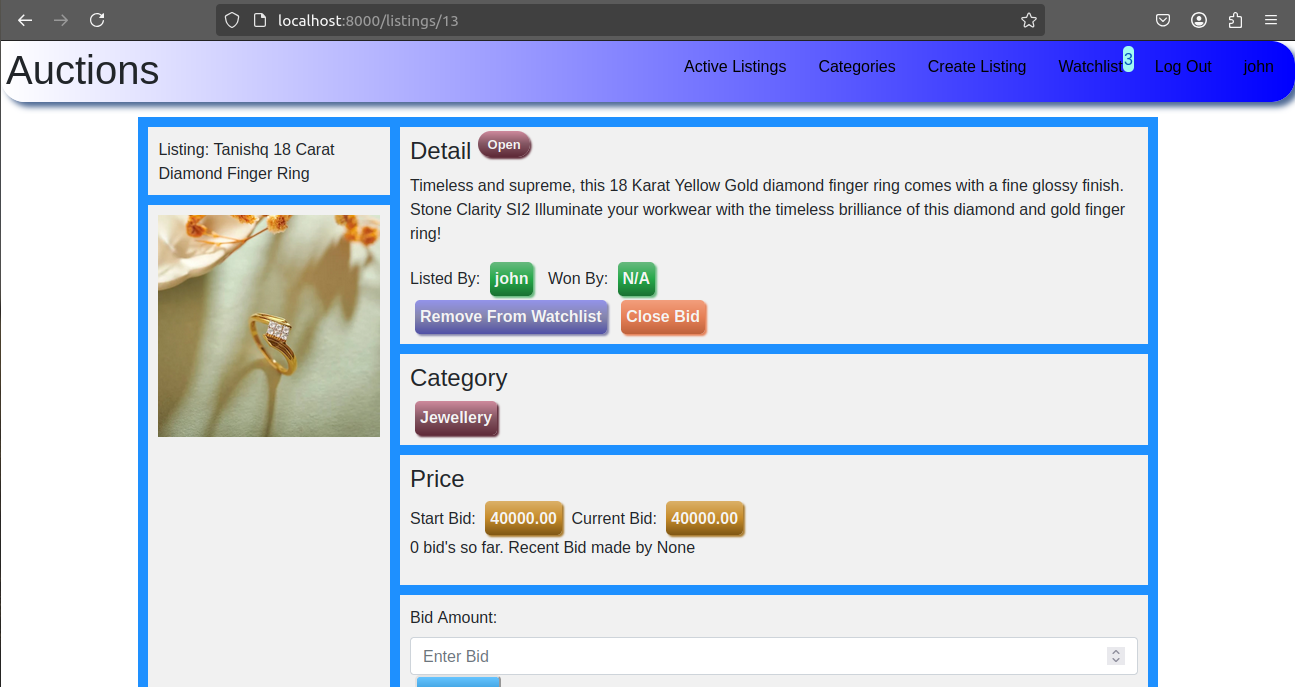 localhost:8000/listings/13
Auctions
Active Listings
Categories
Create Listing
Watchlist
3
Log Out
john
Listing: Tanishq 18 Carat
Diamond Finger Ring
Detail
Open
Timeless and supreme, this 18 Karat Yellow Gold diamond finger ring comes with a fine glossy finish.
Stone Clarity SI2 Illuminate your workwear with the timeless brilliance of this diamond and gold finger
ring!
Listed By: john Won By: N/A
Remove From Watchlist Close Bid
Category
Jewellery
Price
Start Bid: 40000.00 Current Bid: 40000.00
0 bid's so far. Recent Bid made by None
Bid Amount:
Enter Bid